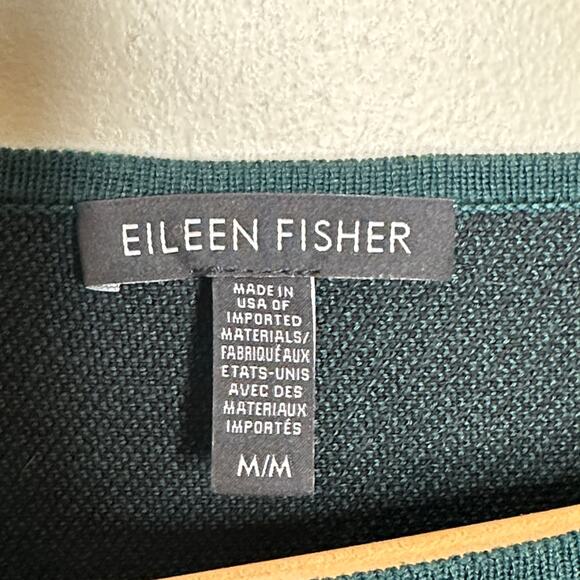 EILEEN FISHER
MADE IN
USA OF
IMPORTED
MATERIALS/
FABRIQUÉ AUX
ETATS-UNIS
AVEC DES
MATERIAUX
IMPORTÉS
M/M